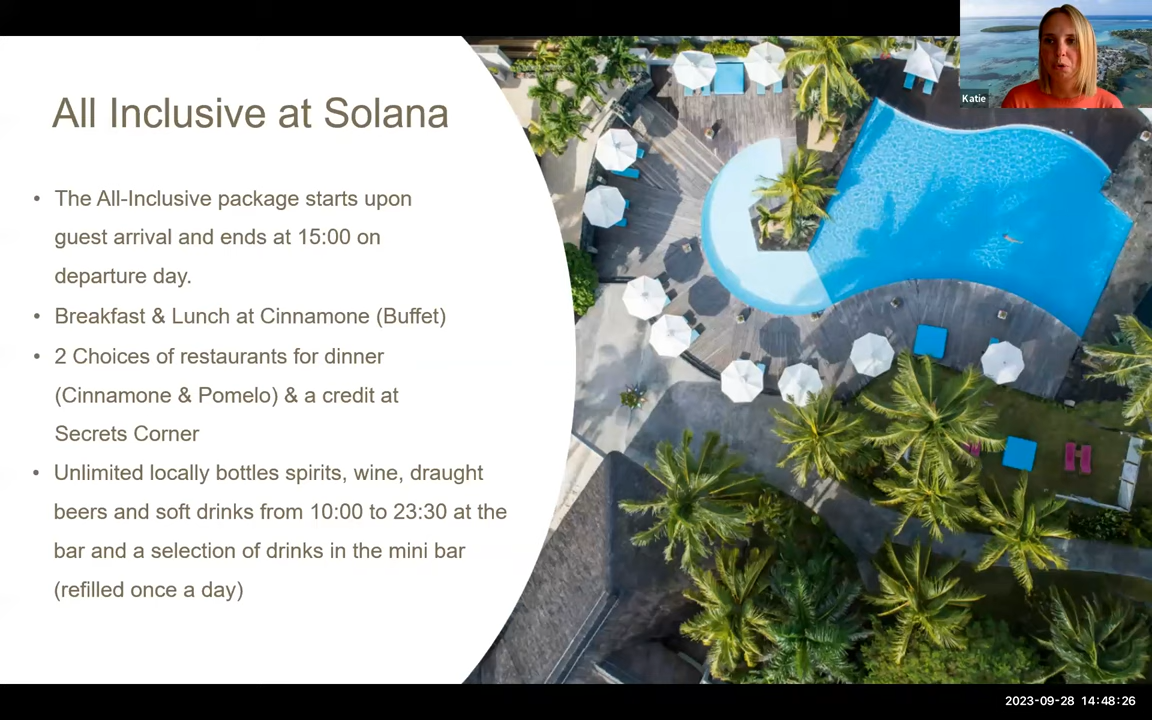 All Inclusive at Solana
• The All-Inclusive package starts upon
guest arrival and ends at 15:00 on
departure day.
• Breakfast & Lunch at Cinnamone (Buffet)
• 2 Choices of restaurants for dinner
(Cinnamone & Pomelo) & a credit at
Secrets Corner
• Unlimited locally bottles spirits, wine, draught
beers and soft drinks from 10:00 to 23:30 at the
bar and a selection of drinks in the mini bar
(refilled once a day)
Katie
2023-09-28 14:48:26